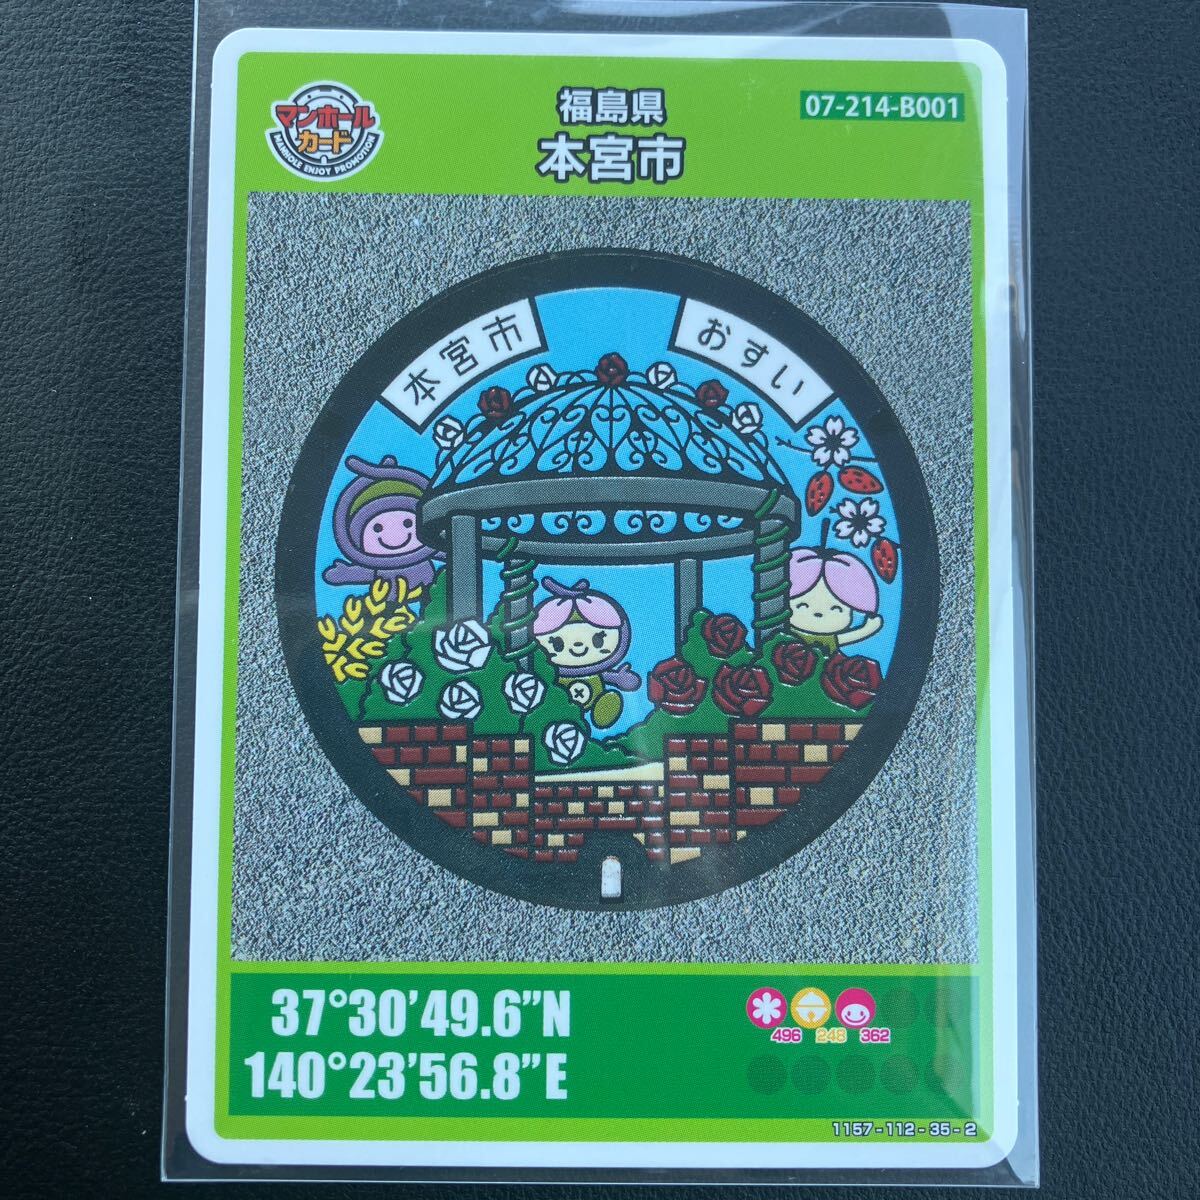 マンホール
カード
MANHOLE ENJOY PROMOTION
福島県
本宮市
07-214-B001
本宮市
おすい
37°30’49.6”N
140°23’56.8”E
496 248 362
1157-112-35-2